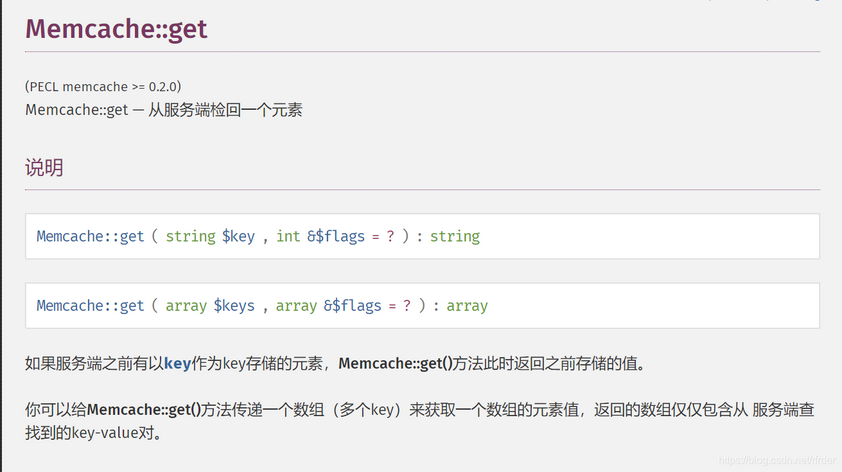 Memcache::get
(PECL memcache >= 0.2.0)
Memcache::get — 从服务端检回一个元素
说明
Memcache::get ( string $key , int &$flags = ? ) : string
Memcache::get ( array $keys , array &$flags = ? ) : array
如果服务端之前有以key作为key存储的元素，Memcache::get()方法此时返回之前存储的值。
你可以给Memcache::get()方法传递一个数组（多个key）来获取一个数组的元素值，返回的数组仅仅包含从 服务端查
找到的key-value对。